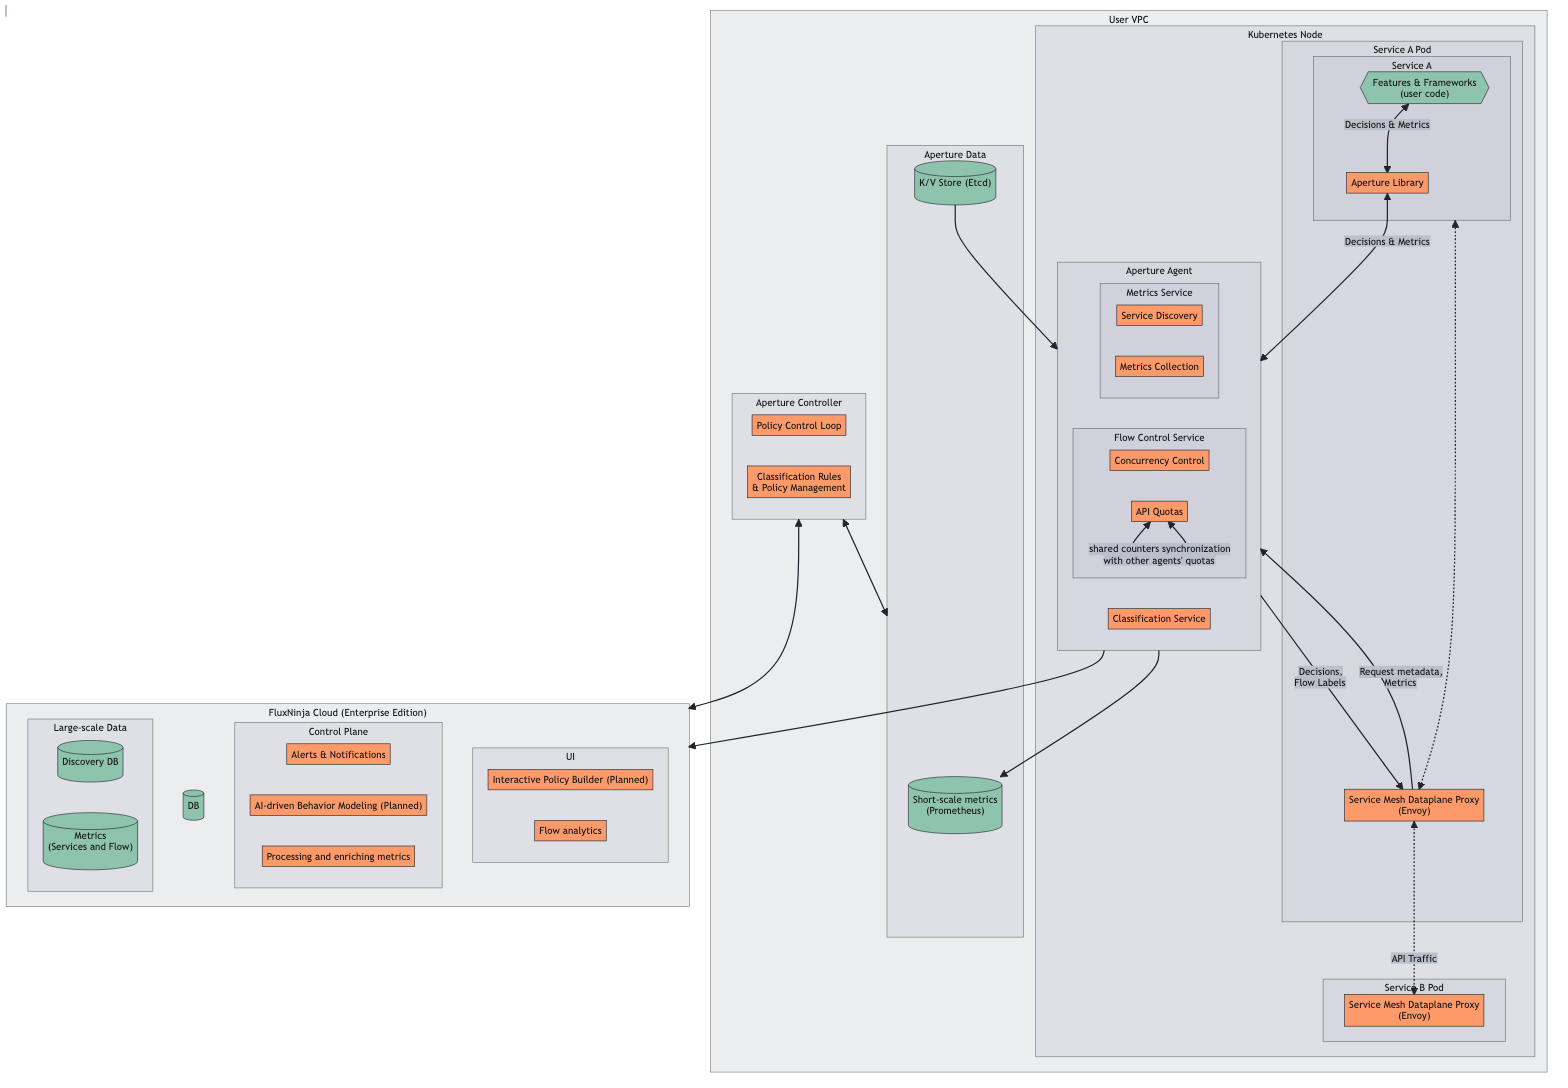 User VPC
Kubernetes Node
Service A Pod
Service A
Features & Frameworks
(user code)
Decisions & Metrics
Aperture Library
Decisions & Metrics
Aperture Data
K/V Store (Etcd)
Aperture Agent
Metrics Service
Service Discovery
Metrics Collection
Aperture Controller
Policy Control Loop
Classification Rules
& Policy Management
Flow Control Service
Concurrency Control
API Quotas
shared counters synchronization
with other agents' quotas
Classification Service
Decisions,
Flow Labels
Request metadata,
Metrics
FluxNinja Cloud (Enterprise Edition)
Large-scale Data
Discovery DB
Metrics
(Services and Flow)
DB
Control Plane
Alerts & Notifications
AI-driven Behavior Modeling (Planned)
Processing and enriching metrics
UI
Interactive Policy Builder (Planned)
Flow analytics
Short-scale metrics
(Prometheus)
Service Mesh Dataplane Proxy
(Envoy)
API Traffic
Service B Pod
Service Mesh Dataplane Proxy
(Envoy)